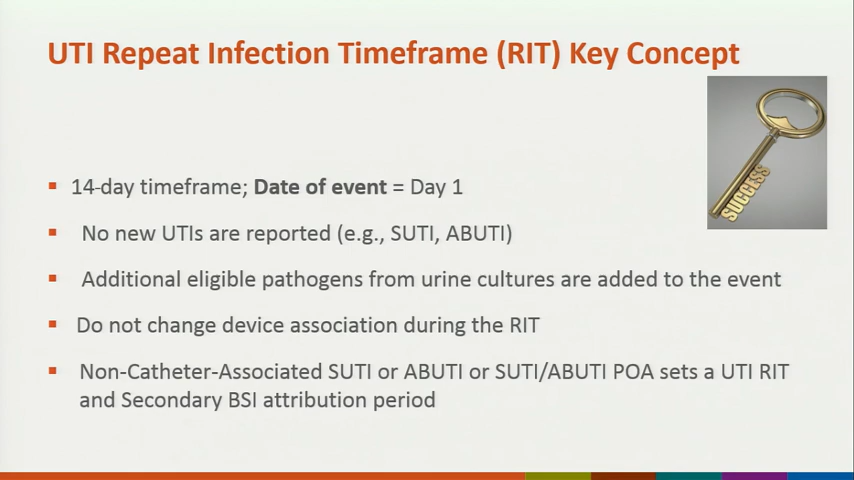 UTI Repeat Infection Timeframe (RIT) Key Concept
SUCCESS
▪ 14-day timeframe; Date of event = Day 1
▪ No new UTIs are reported (e.g., SUTI, ABUTI)
▪ Additional eligible pathogens from urine cultures are added to the event
▪ Do not change device association during the RIT
▪ Non-Catheter-Associated SUTI or ABUTI or SUTI/ABUTI POA sets a UTI RIT
and Secondary BSI attribution period